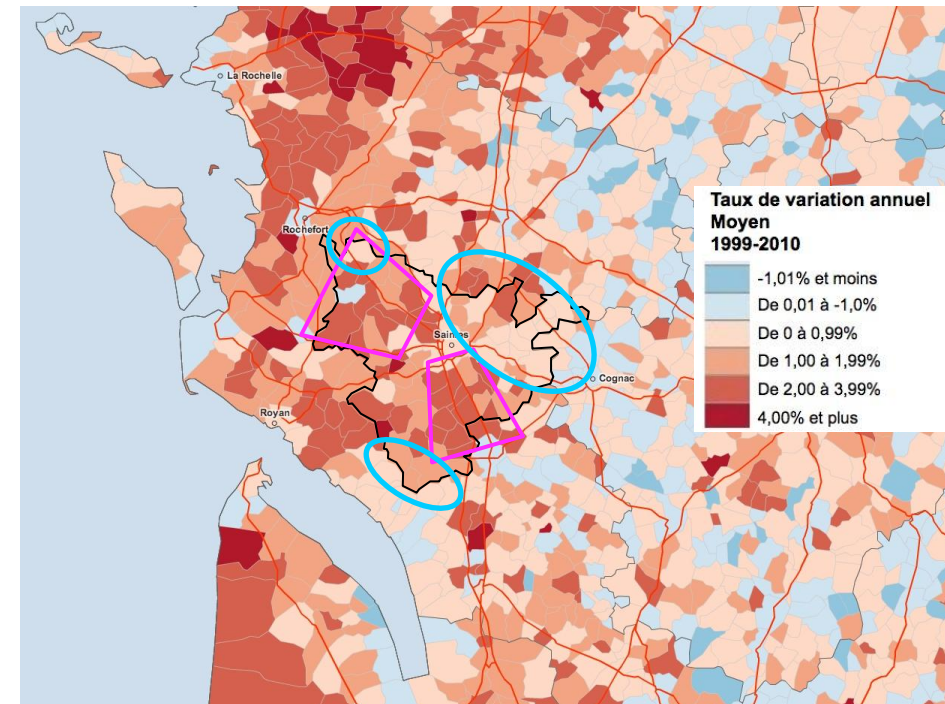 La Rochelle
Rochefort
Saintes
Cognac
Royan
Taux de variation annuel
Moyen
1999-2010
-1,01% et moins
De 0,01 à -1,0%
De 0 à 0,99%
De 1,00 à 1,99%
De 2,00 à 3,99%
4,00% et plus